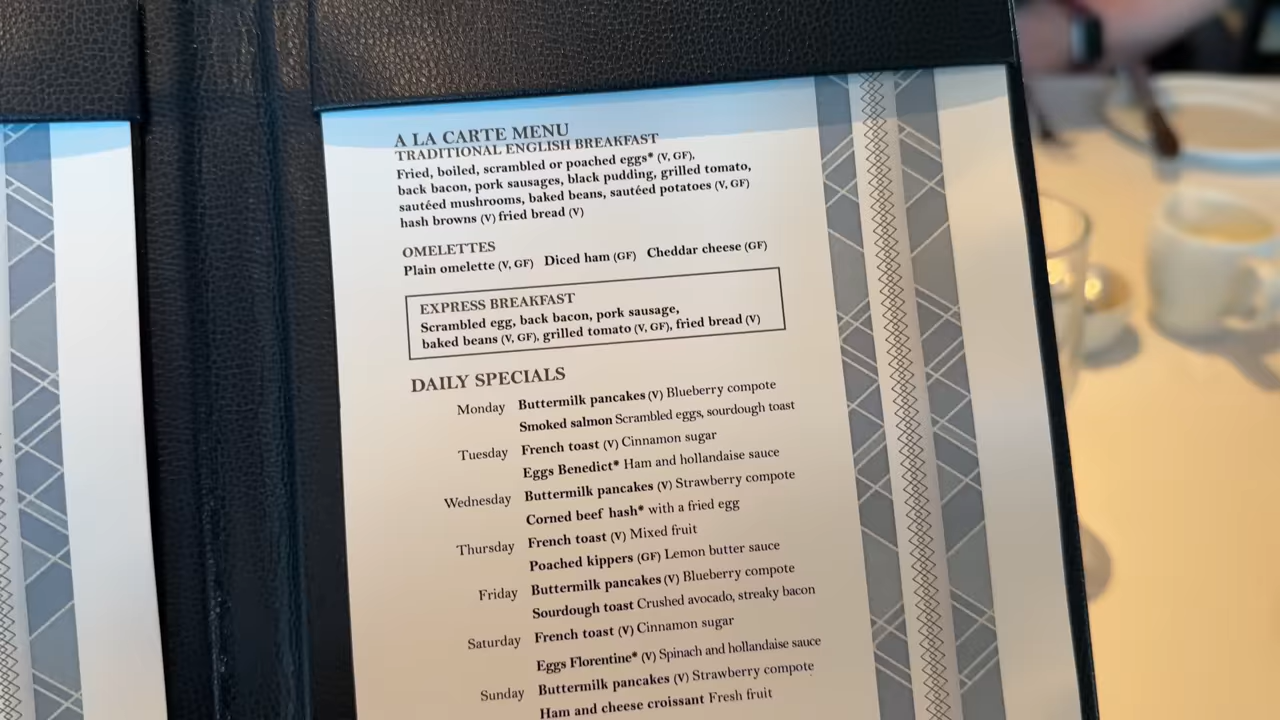 A LA CARTE MENU
TRADITIONAL ENGLISH BREAKFAST
Fried, boiled, scrambled or poached eggs* (V, GF),
back bacon, pork sausages, black pudding, grilled tomato,
sautéed mushrooms, baked beans, sautéed potatoes (V, GF)
hash browns (V) fried bread (V)
OMELETTES
Plain omelette (V, GF) Diced ham (GF) Cheddar cheese (GF)
EXPRESS BREAKFAST
Scrambled egg, back bacon, pork sausage,
baked beans (V, GF), grilled tomato (V, GF), fried bread (V)
DAILY SPECIALS
Monday Buttermilk pancakes (V) Blueberry compote
Smoked salmon Scrambled eggs, sourdough toast
Tuesday French toast (V) Cinnamon sugar
Eggs Benedict* Ham and hollandaise sauce
Wednesday Buttermilk pancakes (V) Strawberry compote
Corned beef hash* with a fried egg
Thursday French toast (V) Mixed fruit
Poached kippers (GF) Lemon butter sauce
Friday Buttermilk pancakes (V) Blueberry compote
Sourdough toast Crushed avocado, streaky bacon
Saturday French toast (V) Cinnamon sugar
Eggs Florentine* (V) Spinach and hollandaise sauce
Sunday Buttermilk pancakes (V) Strawberry compote
Ham and cheese croissant Fresh fruit